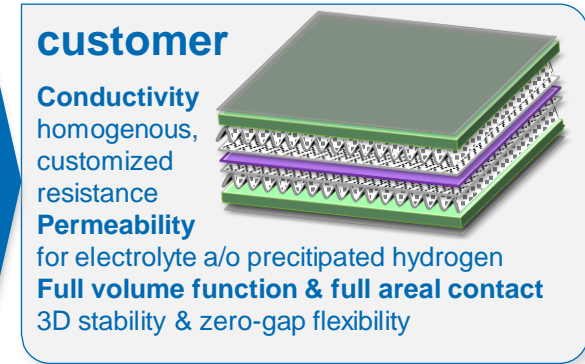 customer
Conductivity
homogenous,
customized
resistance
Permeability
for electrolyte a/o precitipated hydrogen
Full volume function & full areal contact
3D stability & zero-gap flexibility